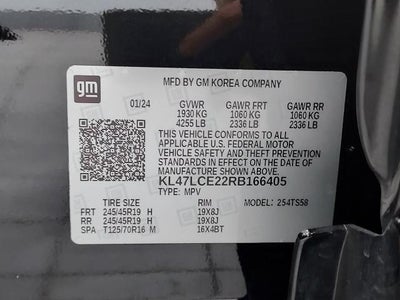 gm
MFD BY GM KOREA COMPANY
01/24 GVWR GAWR FRT GAWR RR
1930 KG 1060 KG 1060 KG
4255 LB 2336 LB 2336 LB
THIS VEHICLE CONFORMS TO ALL
APPLICABLE U.S. FEDERAL MOTOR
VEHICLE SAFETY AND THEFT PREVENTION
STANDARDS IN EFFECT ON THE DATE OF
MANUFACTURE SHOWN ABOVE.
KL47LCE22RB166405
TYPE: MPV MODEL: 254TS58
TIRE SIZE RIM
FRT 245/45R19 H 19X8J
RR 245/45R19 H 19X8J
SPA T125/70R16 M 16X4BT